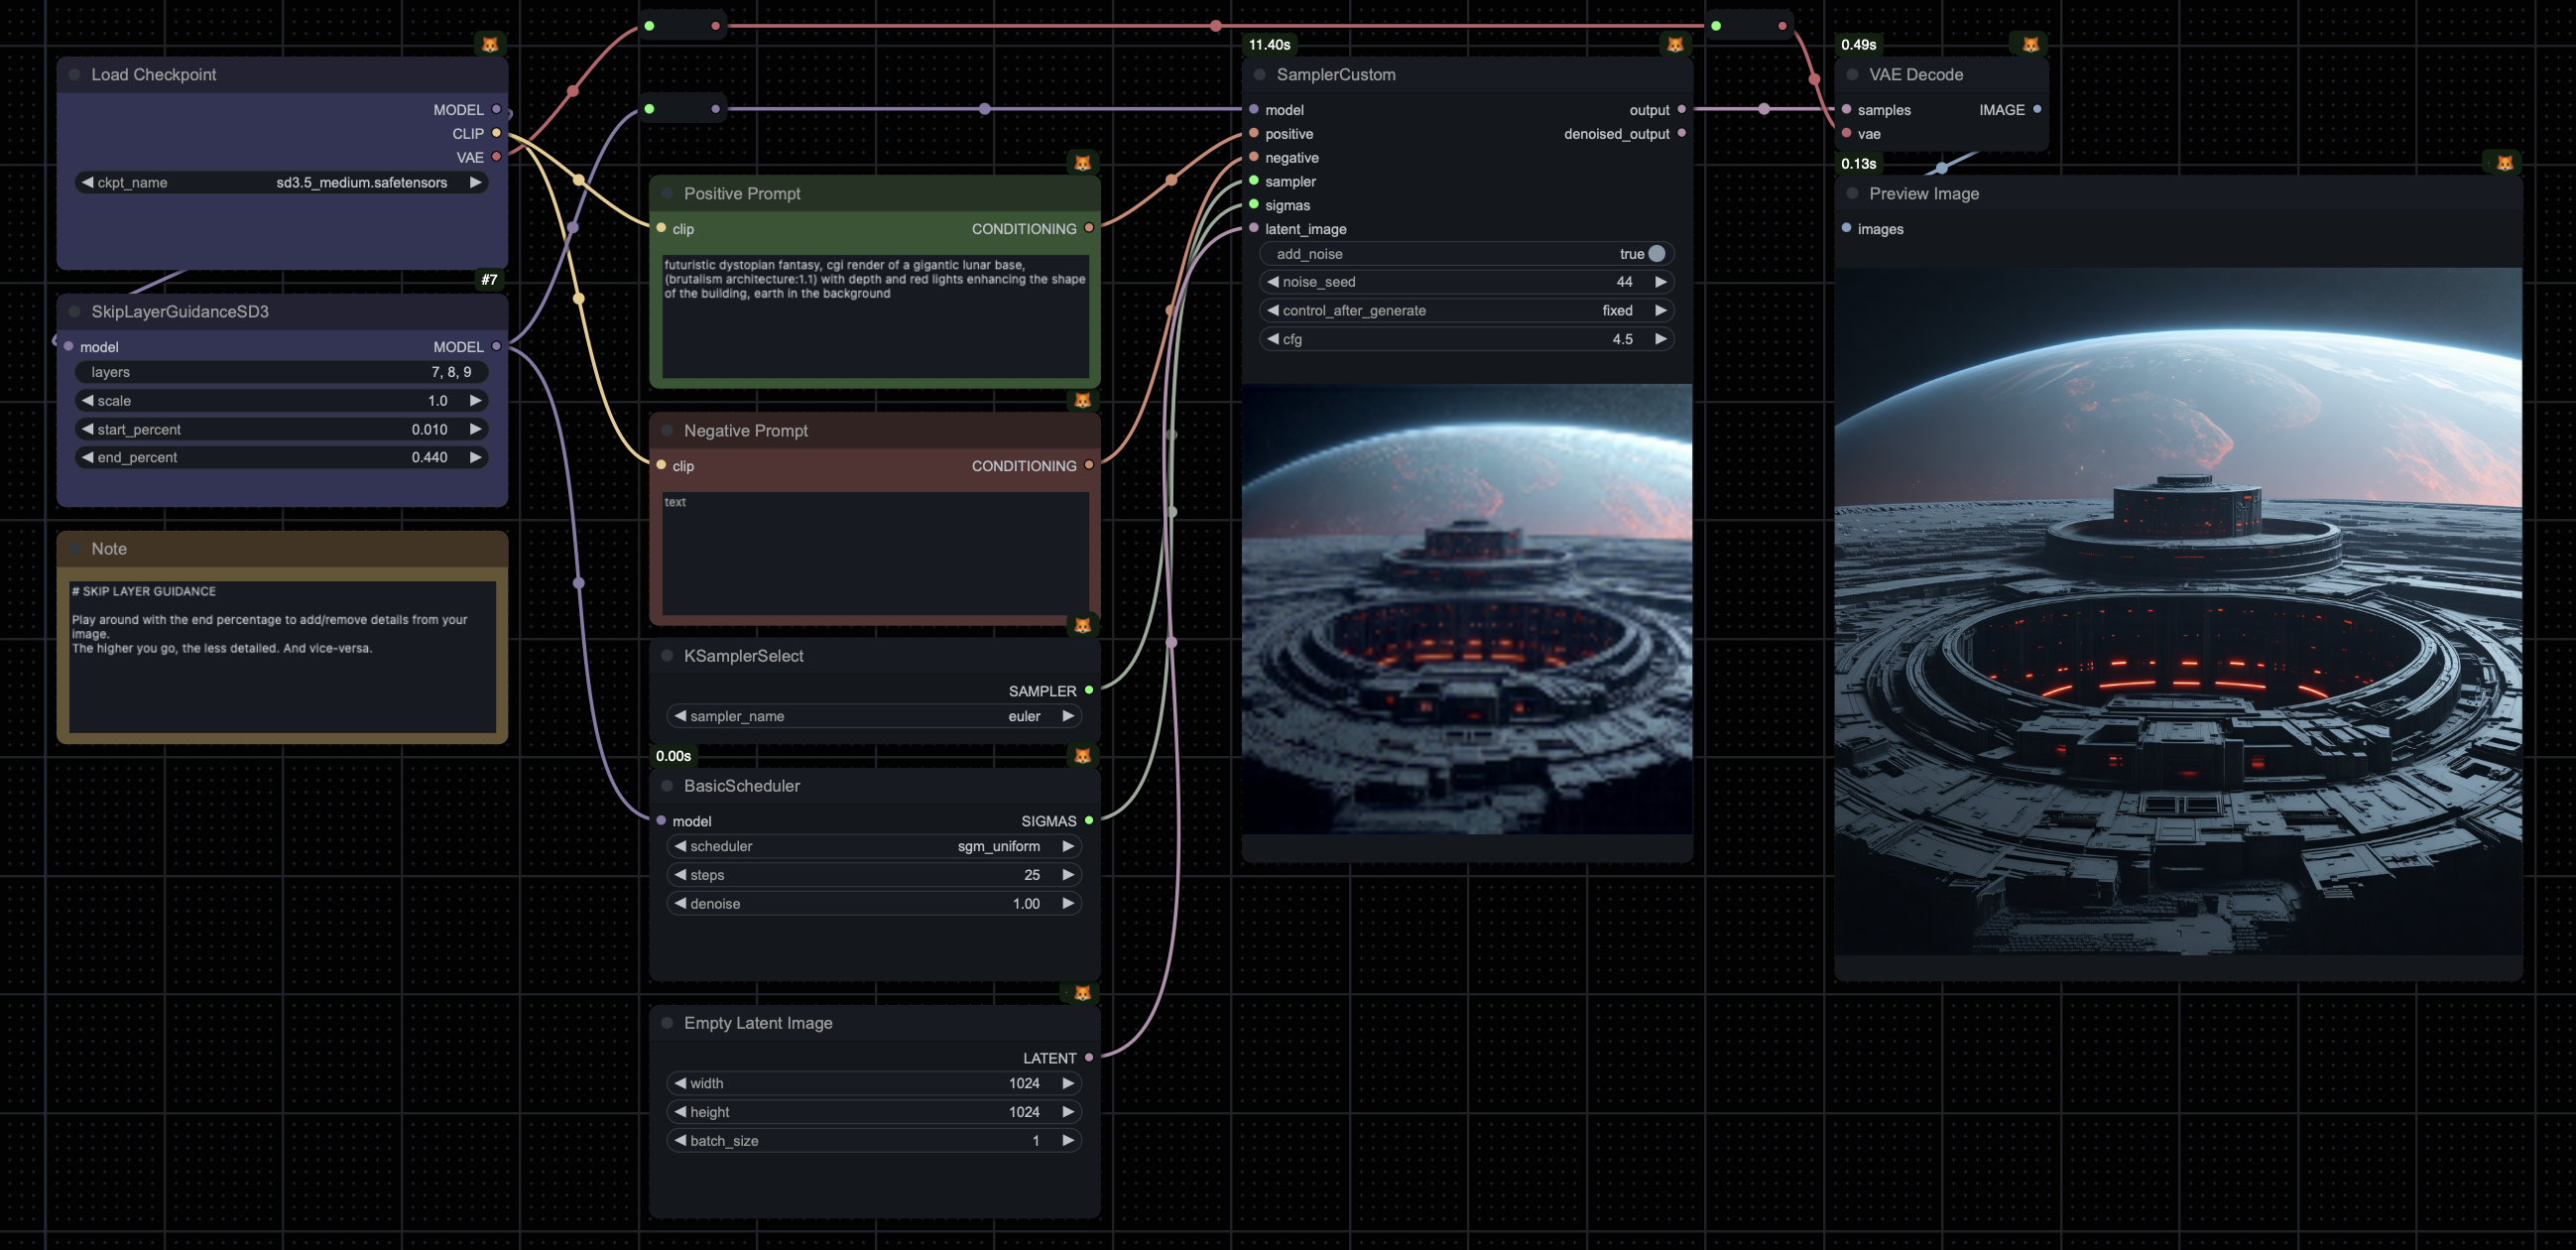 Load Checkpoint
MODEL
CLIP
VAE
ckpt_name sd3.5_medium.safetensors
#7
SkipLayerGuidanceSD3
model MODEL
layers 7, 8, 9
scale 1.0
start_percent 0.010
end_percent 0.440
Note
# SKIP LAYER GUIDANCE
Play around with the end percentage to add/remove details from your
image.
The higher you go, the less detailed. And vice-versa.
Positive Prompt
clip CONDITIONING
futuristic dystopian fantasy, cgi render of a gigantic lunar base,
(brutalism architecture:1.1) with depth and red lights enhancing the shape
of the building, earth in the background
Negative Prompt
clip CONDITIONING
text
KSamplerSelect
SAMPLER
sampler_name euler
0.00s
BasicScheduler
model SIGMAS
scheduler sgm_uniform
steps 25
denoise 1.00
Empty Latent Image
LATENT
width 1024
height 1024
batch_size 1
11.40s
SamplerCustom
model output
positive denoised_output
negative
sampler
sigmas
latent_image
add_noise true
noise_seed 44
control_after_generate fixed
cfg 4.5
0.49s
VAE Decode
samples IMAGE
vae
0.13s
Preview Image
images